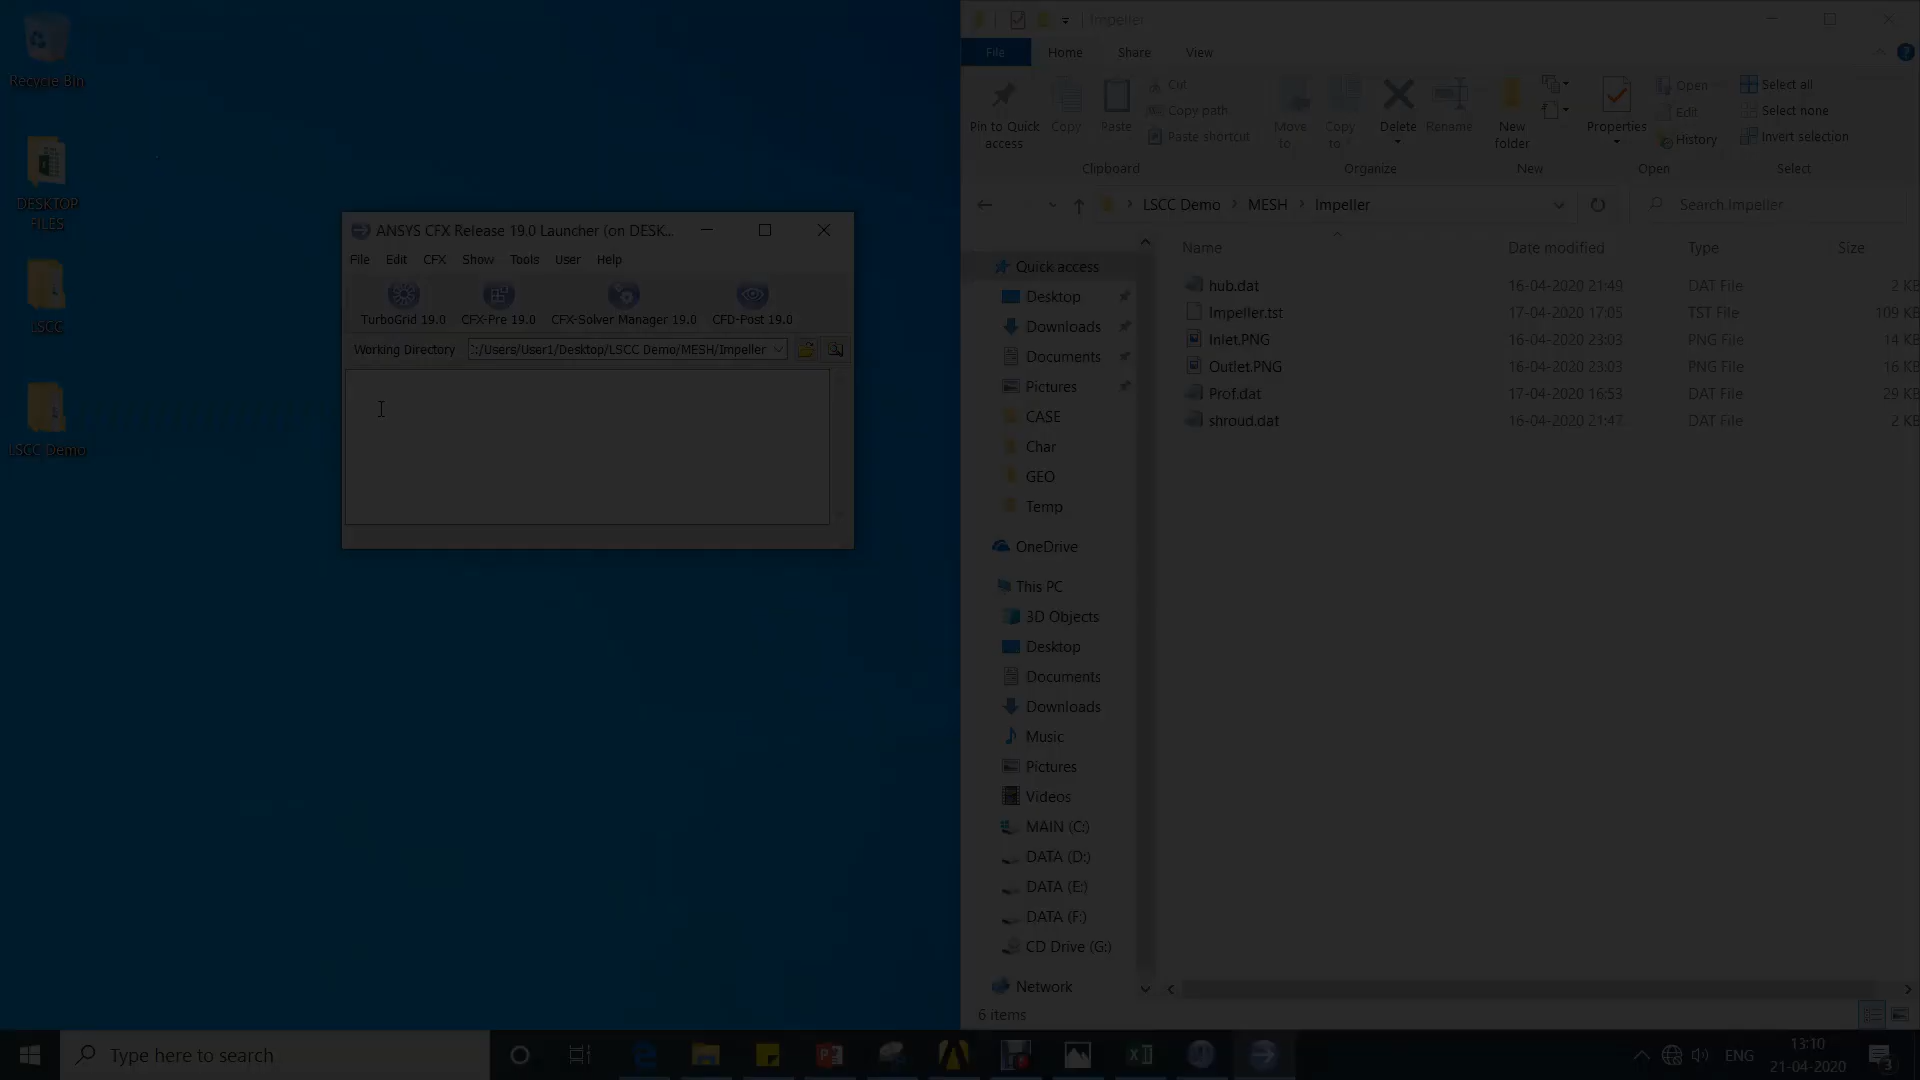 Recycle Bin
DESKTOP
FILES
LSCC
LSCC Demo
ANSYS CFX Release 19.0 Launcher (on DESK...
File Edit CFX Show Tools User Help
TurboGrid 19.0 CFX-Pre 19.0 CFX-Solver Manager 19.0 CFD-Post 19.0
Working Directory :/Users/User1/Desktop/LSCC Demo/MESH/Impeller
Impeller
File Home Share View
Pin to Quick
access
Copy
Paste
Cut
Copy path
Paste shortcut
Clipboard
Move
to
Copy
to
Delete
Rename
Organize
New
folder
New
Properties
Open
Edit
History
Open
Select all
Select none
Invert selection
Select
LSCC Demo MESH Impeller
Search Impeller
Quick access
Desktop
Downloads
Documents
Pictures
CASE
Char
GEO
Temp
OneDrive
This PC
3D Objects
Desktop
Documents
Downloads
Music
Pictures
Videos
MAIN (C:)
DATA (D:)
DATA (E:)
DATA (F:)
CD Drive (G:)
Network
Name Date modified Type Size
hub.dat 16-04-2020 21:49 DAT File 2 KB
Impeller.tst 17-04-2020 17:05 TST File 109 KB
Inlet.PNG 16-04-2020 23:03 PNG File 14 KB
Outlet.PNG 16-04-2020 23:03 PNG File 16 KB
Prof.dat 17-04-2020 16:53 DAT File 29 KB
shroud.dat 16-04-2020 21:47 DAT File 2 KB
6 items
Type here to search
ENG
13:10
21-04-2020
3